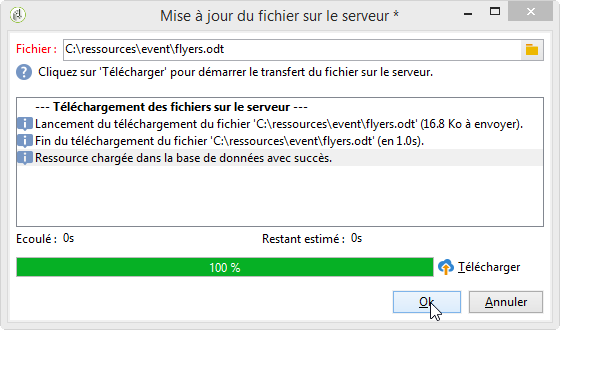 Mise à jour du fichier sur le serveur *
Fichier : C:\ressources\event\flyers.odt
Cliquez sur 'Télécharger' pour démarrer le transfert du fichier sur le serveur.
--- Téléchargement des fichiers sur le serveur ---
Lancement du téléchargement du fichier 'C:\ressources\event\flyers.odt' (16.8 Ko à envoyer).
Fin du téléchargement du fichier 'C:\ressources\event\flyers.odt' (en 1.0s).
Ressource chargée dans la base de données avec succès.
Ecoulé : 0s Restant estimé : 0s
100 % Télécharger
Ok Annuler